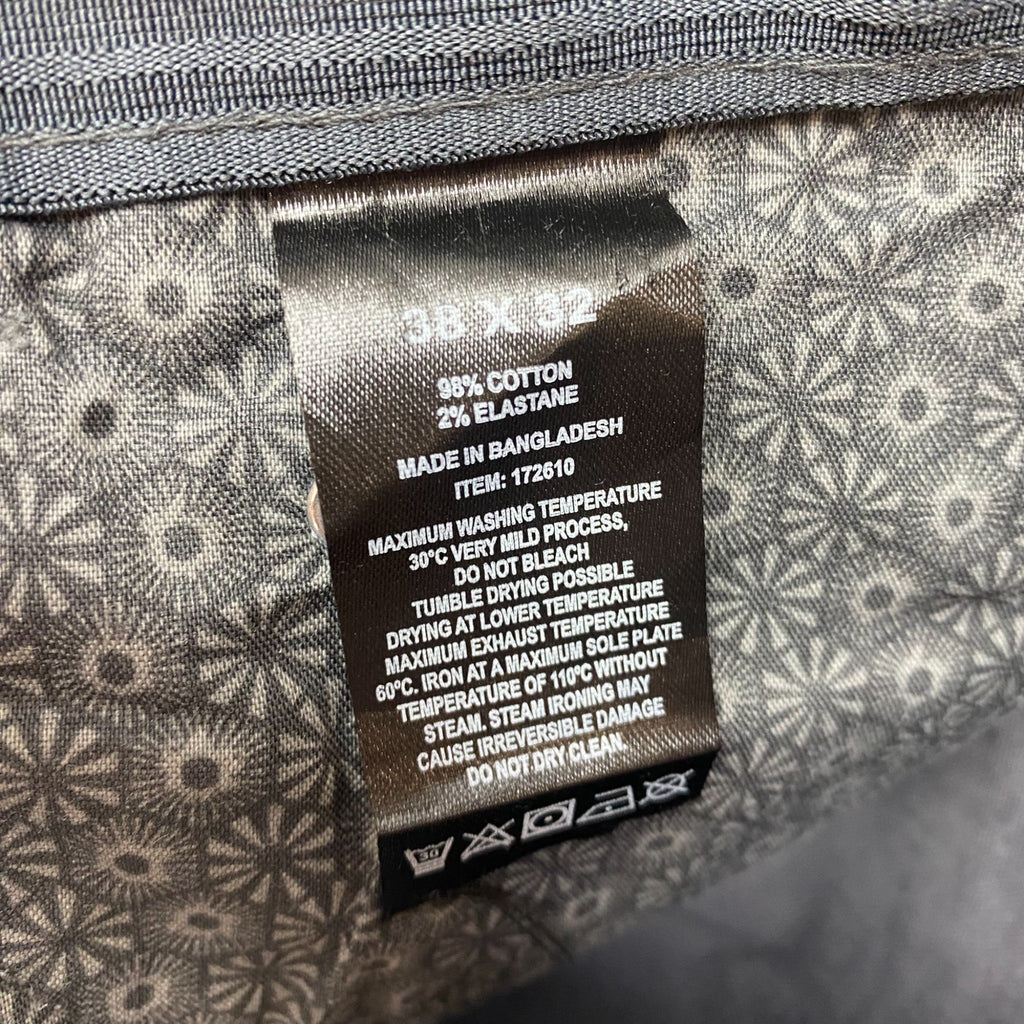 38 X 32
98% COTTON
2% ELASTANE
MADE IN BANGLADESH
ITEM: 172610
MAXIMUM WASHING TEMPERATURE
30°C VERY MILD PROCESS,
DO NOT BLEACH
TUMBLE DRYING POSSIBLE
DRYING AT LOWER TEMPERATURE
MAXIMUM EXHAUST TEMPERATURE
60°C. IRON AT A MAXIMUM SOLE PLATE
TEMPERATURE OF 110°C WITHOUT
STEAM. STEAM IRONING MAY
CAUSE IRREVERSIBLE DAMAGE
DO NOT DRY CLEAN.
30